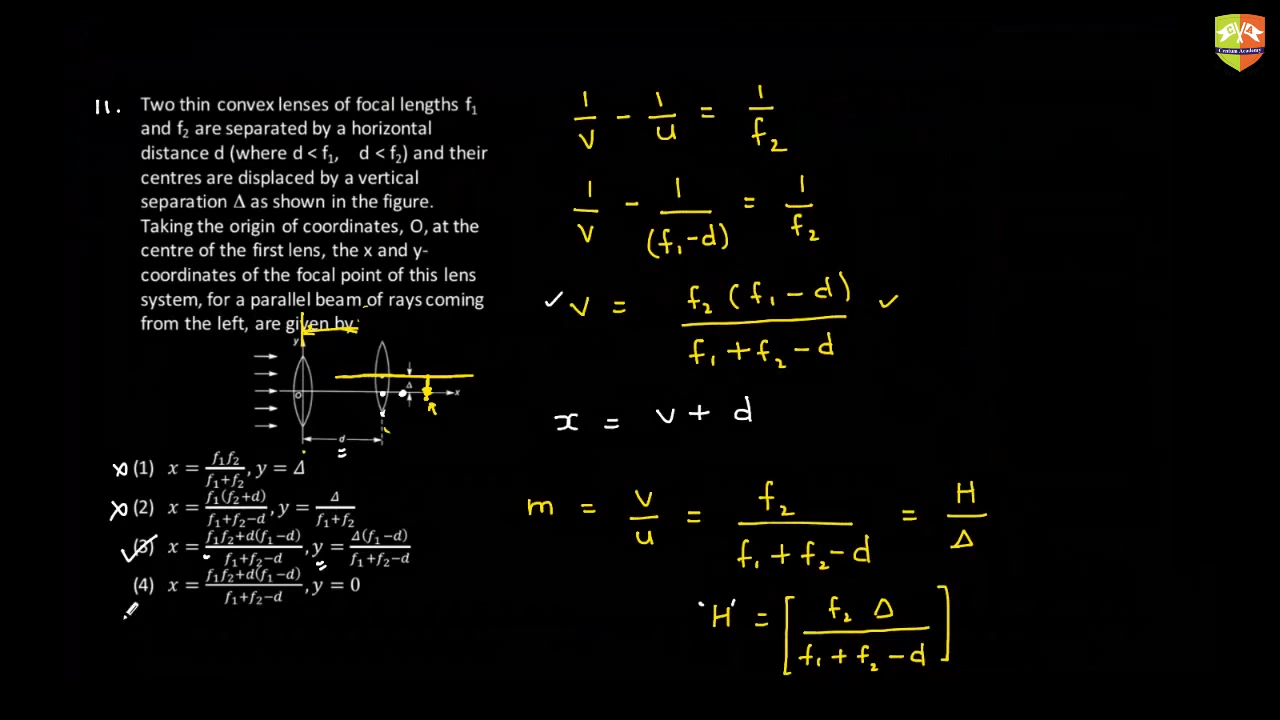 Centum Academy
11. Two thin convex lenses of focal lengths f₁
and f₂ are separated by a horizontal
distance d (where d < f₁, d < f₂) and their
centres are displaced by a vertical
separation Δ as shown in the figure.
Taking the origin of coordinates, O, at the
centre of the first lens, the x and y-
coordinates of the focal point of this lens
system, for a parallel beam of rays coming
from the left, are given by
y
O
Δ
x
d
(1) x = f₁f₂/(f₁+f₂), y = Δ
(2) x = f₁(f₂+d)/(f₁+f₂−d), y = Δ/(f₁+f₂)
(3) x = (f₁f₂+d(f₁−d))/(f₁+f₂−d), y = Δ(f₁−d)/(f₁+f₂−d)
(4) x = (f₁f₂+d(f₁−d))/(f₁+f₂−d), y = 0
1/v − 1/u = 1/f₂
1/v − 1/(f₁−d) = 1/f₂
✓ v = f₂(f₁−d)/(f₁+f₂−d) ✓
x = v + d
m = v/u = f₂/(f₁+f₂−d) = H/Δ
'H' = [f₂ Δ/(f₁+f₂−d)]